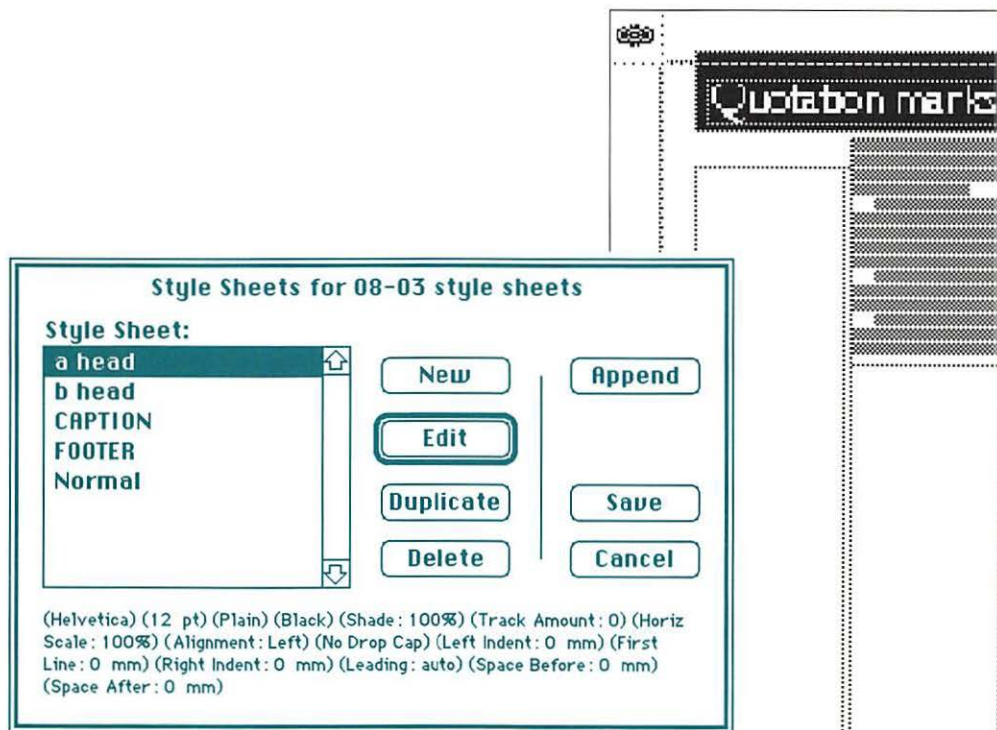 Quotation marks
Style Sheets for 08-03 style sheets
Style Sheet:
a head
b head
CAPTION
FOOTER
Normal
New
Append
Edit
Duplicate
Save
Delete
Cancel
(Helvetica) (12 pt) (Plain) (Black) (Shade: 100%) (Track Amount: 0) (Horiz
Scale: 100%) (Alignment: Left) (No Drop Cap) (Left Indent: 0 mm) (First
Line: 0 mm) (Right Indent: 0 mm) (Leading: auto) (Space Before: 0 mm)
(Space After: 0 mm)